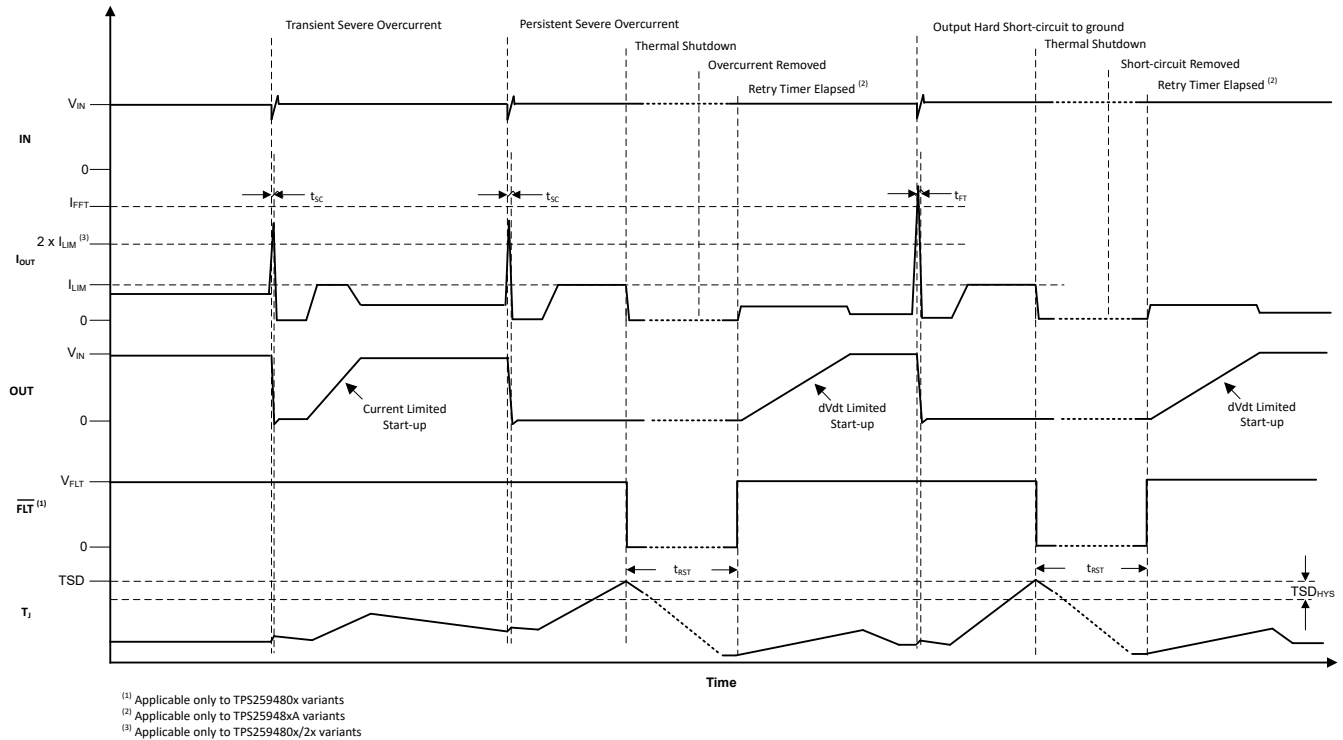 Transient Severe Overcurrent
Persistent Severe Overcurrent
Output Hard Short-circuit to ground
Thermal Shutdown
Thermal Shutdown
Overcurrent Removed
Short-circuit Removed
Retry Timer Elapsed (2)
Retry Timer Elapsed (2)
VIN
IN
0
tSC
tSC
tFT
IFFT
2 x ILIM (3)
IOUT
ILIM
0
VIN
OUT
0
Current Limited
Start-up
dVdt Limited
Start-up
dVdt Limited
Start-up
VFLT
FLT (1)
0
TSD
tRST
tRST
TSDHYS
TJ
Time
(1) Applicable only to TPS259480x variants
(2) Applicable only to TPS25948xA variants
(3) Applicable only to TPS259480x/2x variants